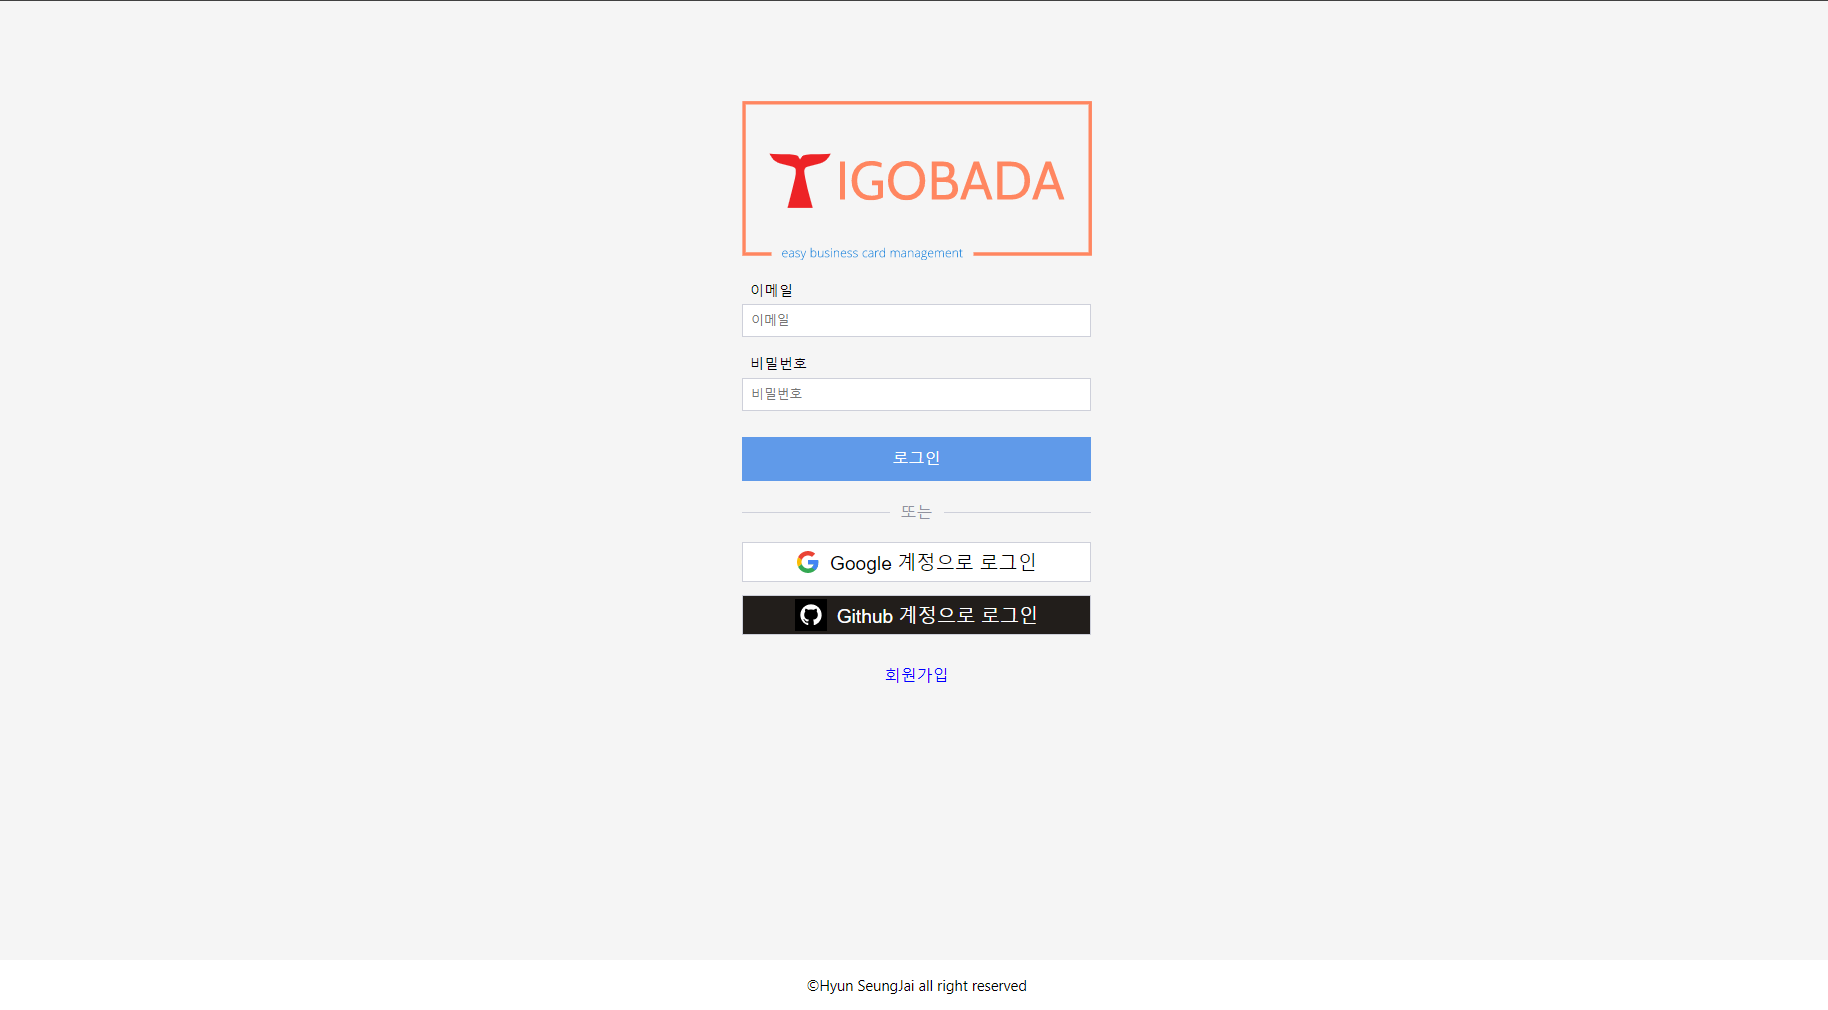 TIGOBADA
easy business card management
이메일
이메일
비밀번호
비밀번호
로그인
또는
Google 계정으로 로그인
Github 계정으로 로그인
회원가입
©Hyun SeungJai all right reserved